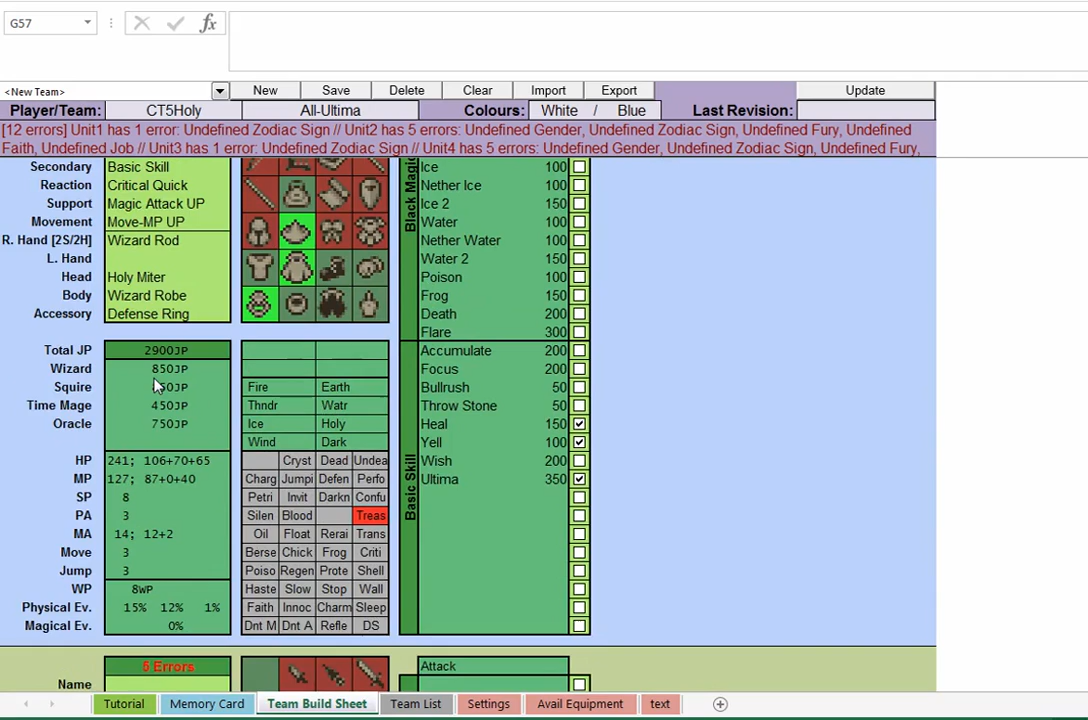 G57
fx
<New Team>
New Save Delete Clear Import Export Update
Player/Team: CT5Holy All-Ultima Colours: White / Blue Last Revision:
[12 errors] Unit1 has 1 error: Undefined Zodiac Sign // Unit2 has 5 errors: Undefined Gender, Undefined Zodiac Sign, Undefined Fury, Undefined
Faith, Undefined Job // Unit3 has 1 error: Undefined Zodiac Sign // Unit4 has 5 errors: Undefined Gender, Undefined Zodiac Sign, Undefined Fury,
Secondary Basic Skill
Reaction Critical Quick
Support Magic Attack UP
Movement Move-MP UP
R. Hand [2S/2H] Wizard Rod
L. Hand
Head Holy Miter
Body Wizard Robe
Accessory Defense Ring
Total JP 2900JP
Wizard 850JP
Squire 50JP
Time Mage 450JP
Oracle 750JP
HP 241; 106+70+65
MP 127; 87+0+40
SP 8
PA 3
MA 14; 12+2
Move 3
Jump 3
WP 8WP
Physical Ev. 15% 12% 1%
Magical Ev. 0%
Fire Earth
Thndr Watr
Ice Holy
Wind Dark
Cryst Dead Undea
Charg Jumpi Defen Perfo
Petri Invit Darkn Confu
Silen Blood Treas
Oil Float Rerai Trans
Berse Chick Frog Criti
Poiso Regen Prote Shell
Haste Slow Stop Wall
Faith Innoc Charm Sleep
Dnt M Dnt A Refle DS
Black Magi
Ice 100
Nether Ice 100
Ice 2 150
Water 100
Nether Water 100
Water 2 150
Poison 100
Frog 150
Death 200
Flare 300
Basic Skill
Accumulate 200
Focus 200
Bullrush 50
Throw Stone 50
Heal 150
Yell 100
Wish 200
Ultima 350
5 Errors
Name
Attack
Tutorial Memory Card Team Build Sheet Team List Settings Avail Equipment text